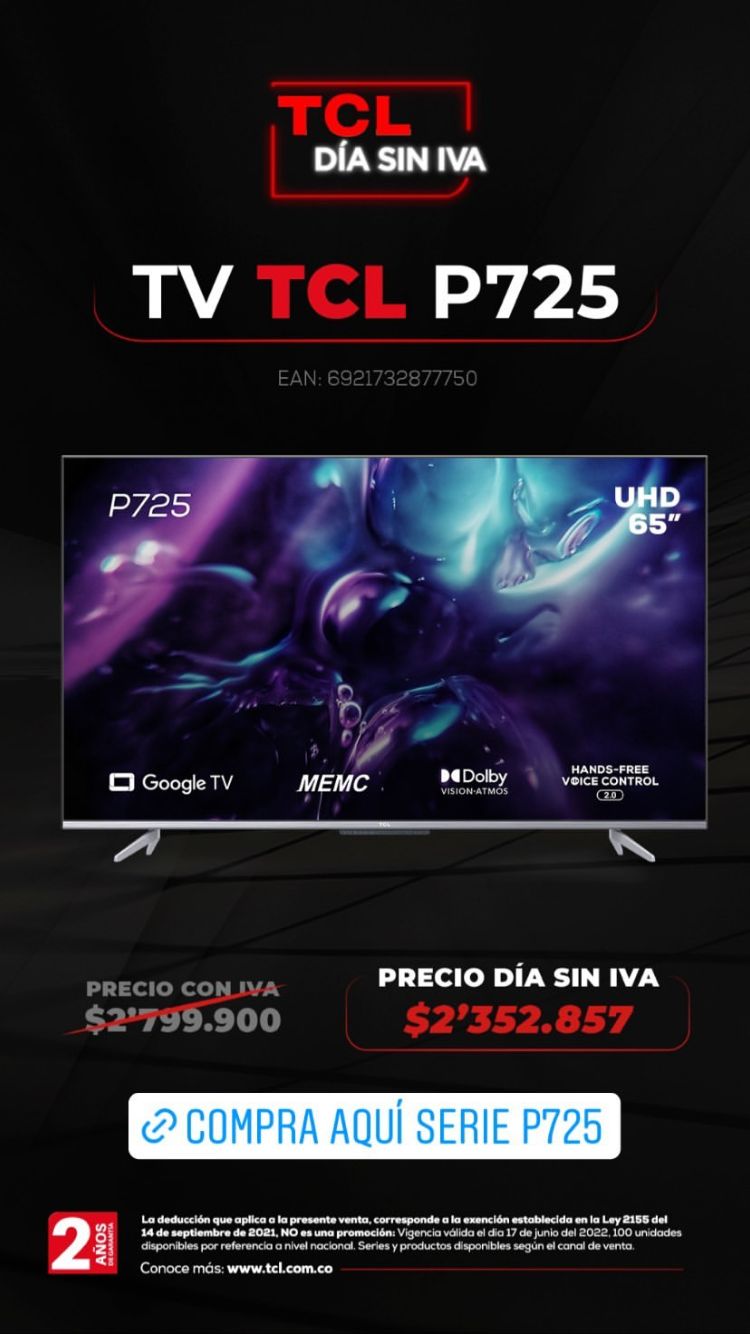 TCL
DÍA SIN IVA
TV TCL P725
EAN: 6921732877750
P725
UHD
65”
Google TV
MEMC
Dolby
VISION·ATMOS
HANDS-FREE
VOICE CONTROL
2.0
TCL
PRECIO CON IVA
$2'799.900
PRECIO DÍA SIN IVA
$2’352.857
COMPRA AQUÍ SERIE P725
2 AÑOS
DE GARANTÍA
La deducción que aplica a la presente venta, corresponde a la exención establecida en la Ley 2155 del
14 de septiembre de 2021, NO es una promoción: Vigencia válida el dia 17 de junio del 2022, 100 unidades
disponibles por referencia a nivel nacional. Series y productos disponibles según el canal de venta.
Conoce más: www.tcl.com.co